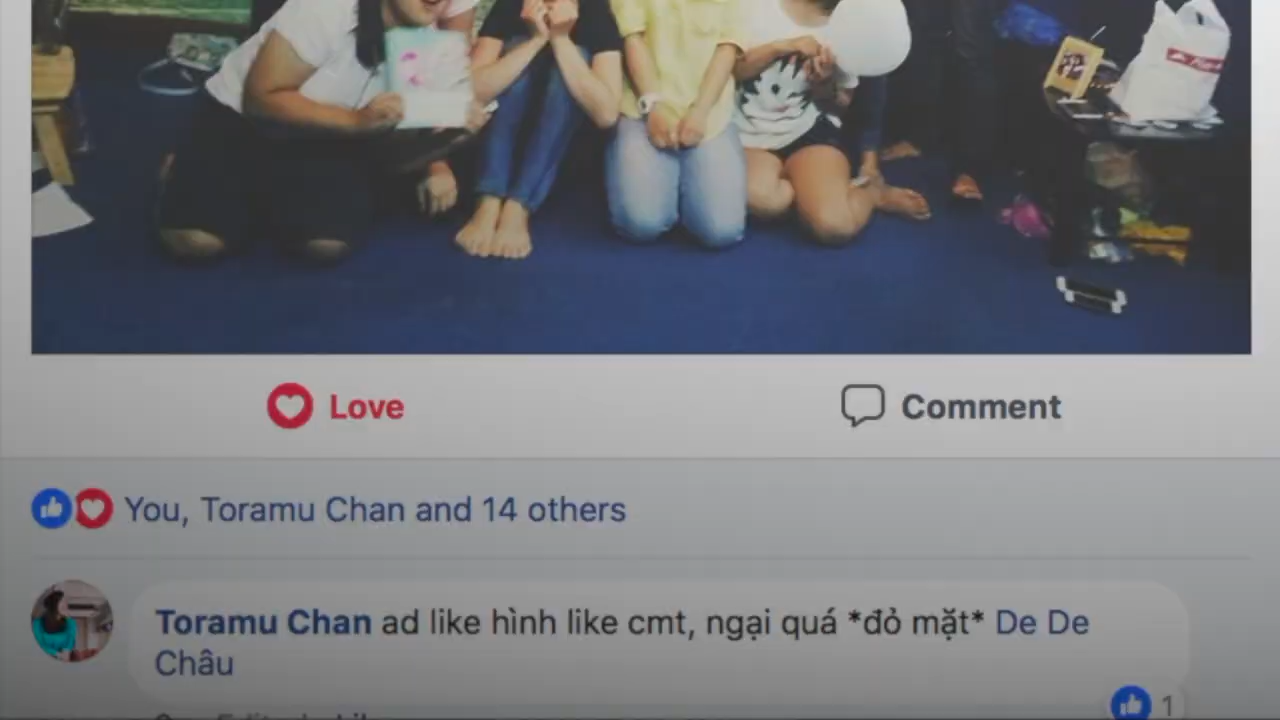 Love
Comment
You, Toramu Chan and 14 others
Toramu Chan ad like hình like cmt, ngại quá *đỏ mặt* De De
Châu
1